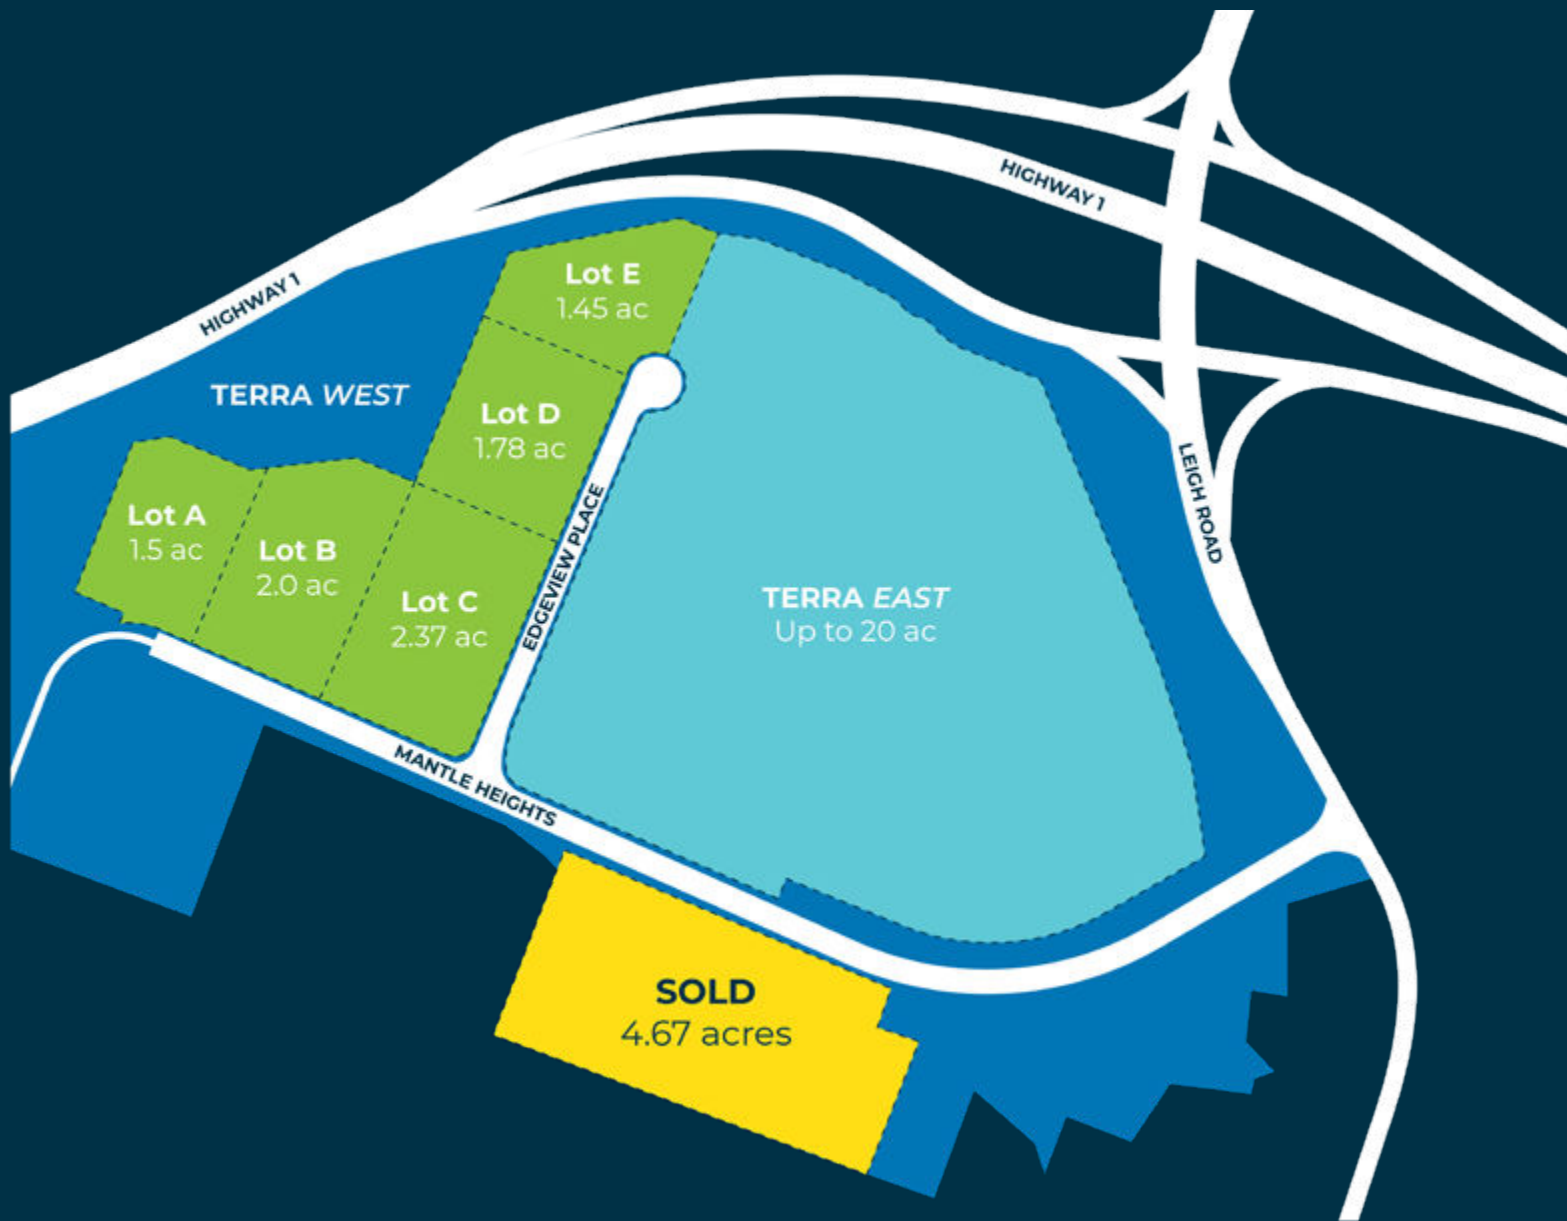 HIGHWAY 1
HIGHWAY 1
Lot E
1.45 ac
TERRA WEST
Lot D
1.78 ac
LEIGH ROAD
Lot A
1.5 ac
Lot B
2.0 ac
Lot C
2.37 ac
EDGEVIEW PLACE
TERRA EAST
Up to 20 ac
MANTLE HEIGHTS
SOLD
4.67 acres